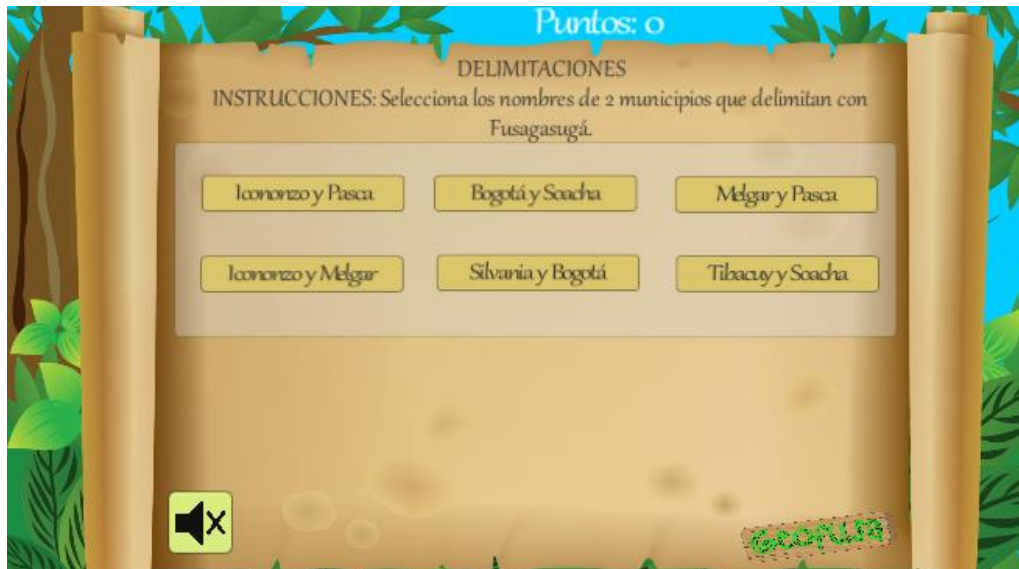 Puntos: 0
DELIMITACIONES
INSTRUCCIONES: Selecciona los nombres de 2 municipios que delimitan con
Fusagasugá.
Icononzo y Pasca
Bogotá y Soacha
Melgar y Pasca
Icononzo y Melgar
Silvania y Bogotá
Tibacuy y Soacha